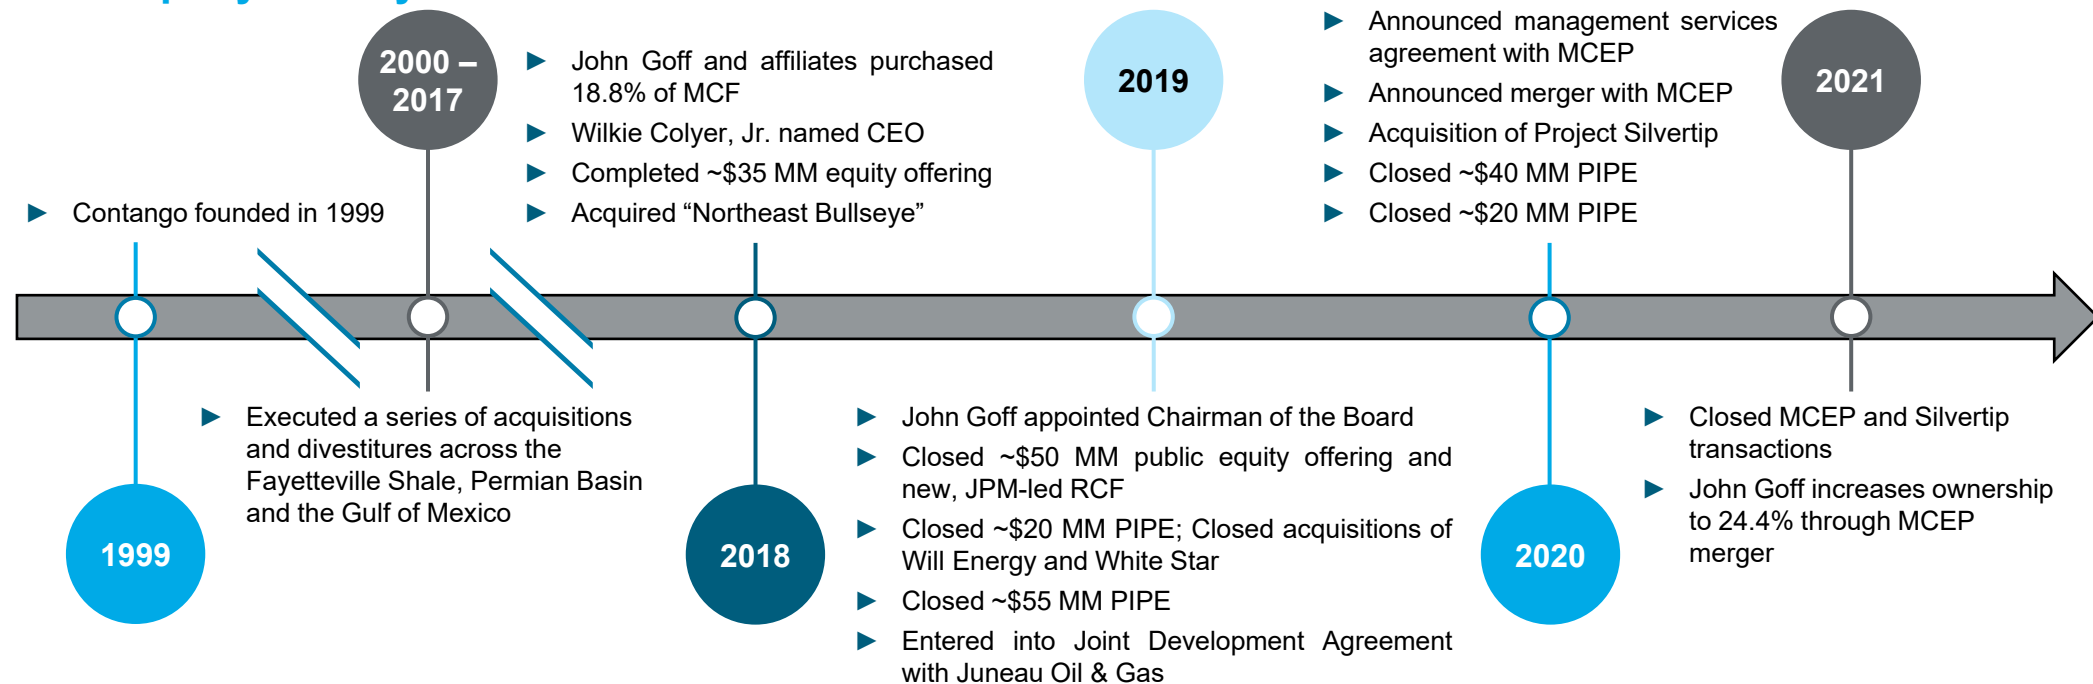 Contango founded in 1999
1999
2000 –
2017
Executed a series of acquisitions
and divestitures across the
Fayetteville Shale, Permian Basin
and the Gulf of Mexico
John Goff and affiliates purchased
18.8% of MCF
Wilkie Colyer, Jr. named CEO
Completed ~$35 MM equity offering
Acquired “Northeast Bullseye”
2018
2019
John Goff appointed Chairman of the Board
Closed ~$50 MM public equity offering and
new, JPM-led RCF
Closed ~$20 MM PIPE; Closed acquisitions of
Will Energy and White Star
Closed ~$55 MM PIPE
Entered into Joint Development Agreement
with Juneau Oil & Gas
Announced management services
agreement with MCEP
Announced merger with MCEP
Acquisition of Project Silvertip
Closed ~$40 MM PIPE
Closed ~$20 MM PIPE
2020
2021
Closed MCEP and Silvertip
transactions
John Goff increases ownership
to 24.4% through MCEP
merger